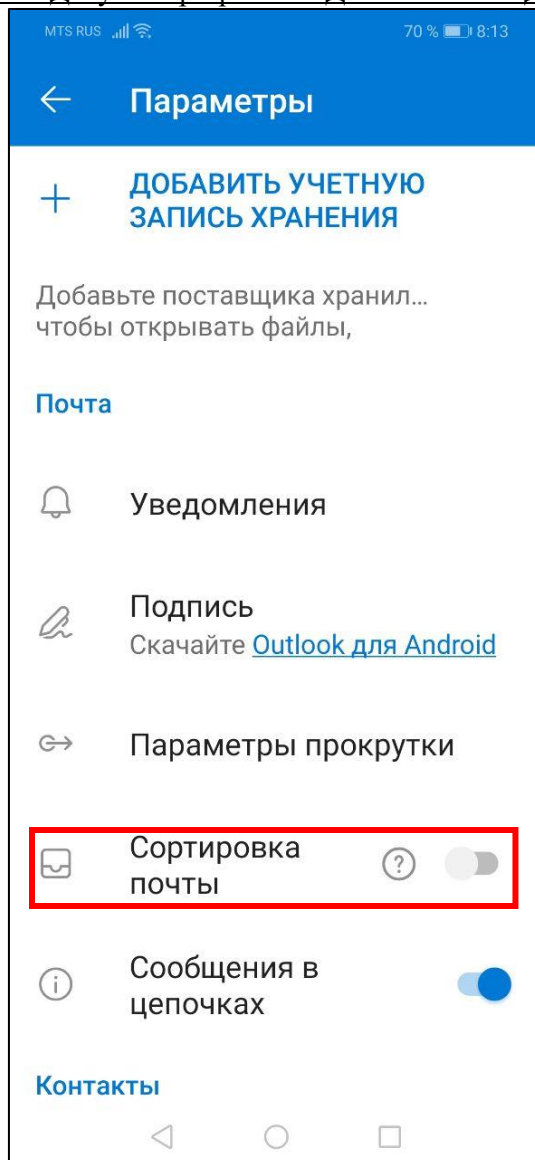 MTS RUS 70 % 8:13
Параметры
ДОБАВИТЬ УЧЕТНУЮ
ЗАПИСЬ ХРАНЕНИЯ
Добавьте поставщика хранил...
чтобы открывать файлы,
Почта
Уведомления
Подпись
Скачайте Outlook для Android
Параметры прокрутки
Сортировка
почты
Сообщения в
цепочках
Контакты